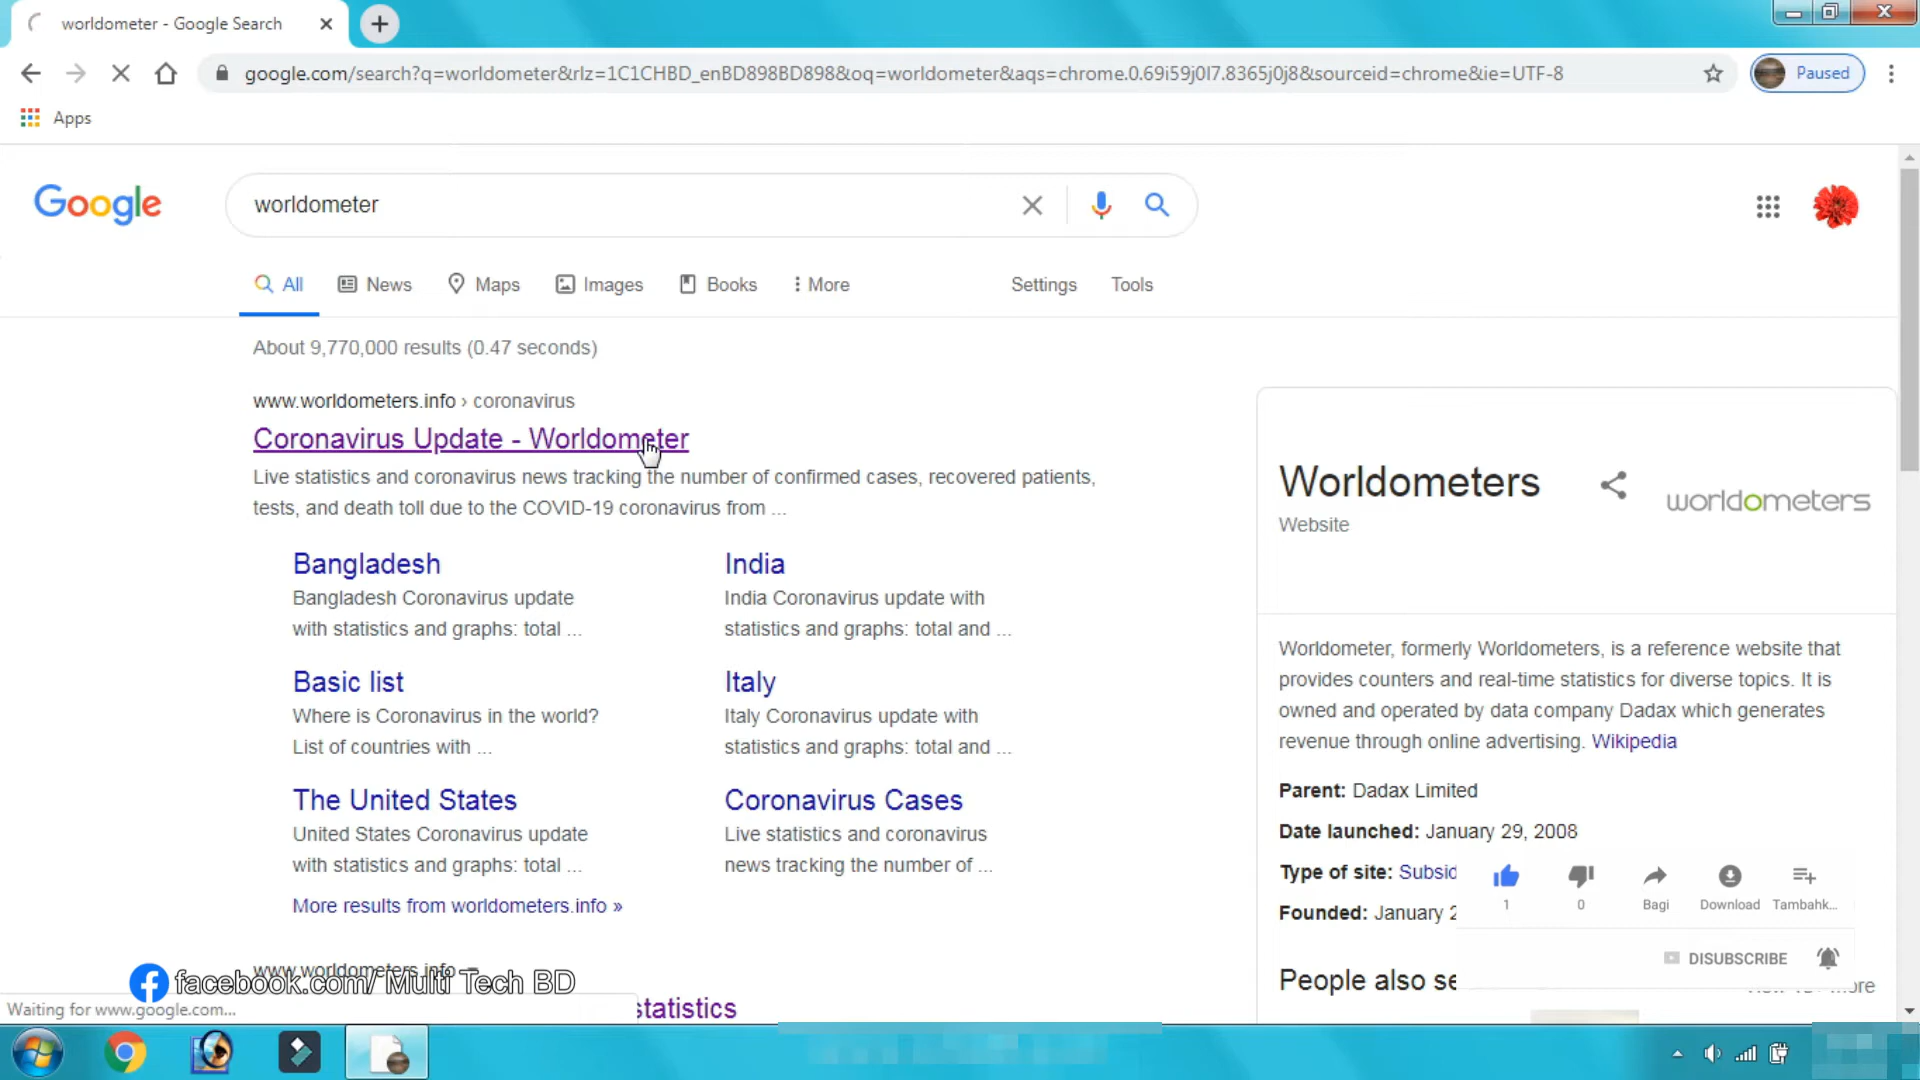 worldometer - Google Search
google.com/search?q=worldometer&rlz=1C1CHBD_enBD898BD898&oq=worldometer&aqs=chrome.0.69i59j0l7.8365j0j8&sourceid=chrome&ie=UTF-8
Paused
Apps
Google
worldometer
All News Maps Images Books More Settings Tools
About 9,770,000 results (0.47 seconds)
www.worldometers.info › coronavirus
Coronavirus Update - Worldometer
Live statistics and coronavirus news tracking the number of confirmed cases, recovered patients,
tests, and death toll due to the COVID-19 coronavirus from ...
Bangladesh
Bangladesh Coronavirus update
with statistics and graphs: total ...
India
India Coronavirus update with
statistics and graphs: total and ...
Basic list
Where is Coronavirus in the world?
List of countries with ...
Italy
Italy Coronavirus update with
statistics and graphs: total and ...
The United States
United States Coronavirus update
with statistics and graphs: total ...
Coronavirus Cases
Live statistics and coronavirus
news tracking the number of ...
More results from worldometers.info »
www.worldometers.info
facebook.com/ Multi Tech BD
statistics
Waiting for www.google.com...
Worldometers
Website
worldometers
Worldometer, formerly Worldometers, is a reference website that
provides counters and real-time statistics for diverse topics. It is
owned and operated by data company Dadax which generates
revenue through online advertising. Wikipedia
Parent: Dadax Limited
Date launched: January 29, 2008
Type of site: Subsid
Founded: January 2
1 0 Bagi Download Tambahk...
DISUBSCRIBE
People also se
more